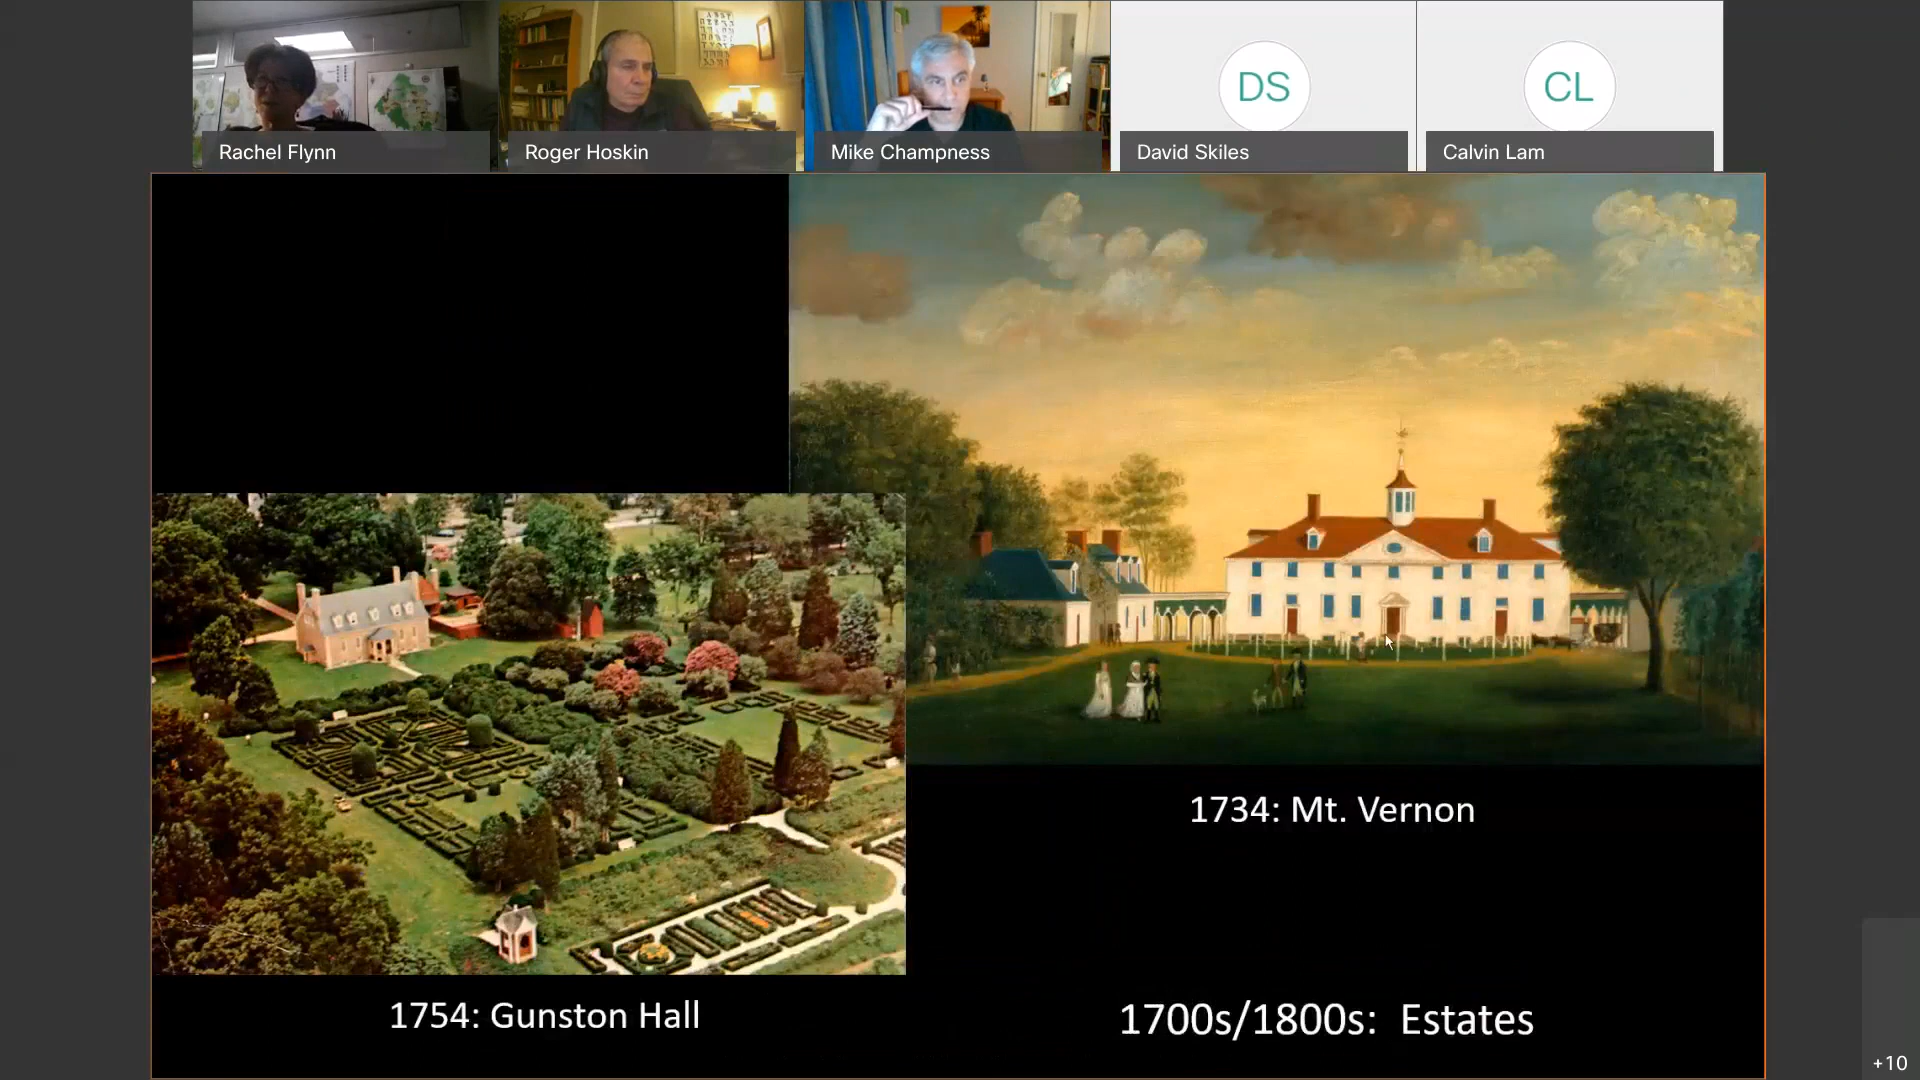 DS
CL
Rachel Flynn
Roger Hoskin
Mike Champness
David Skiles
Calvin Lam
1734: Mt. Vernon
1754: Gunston Hall
1700s/1800s: Estates
+10